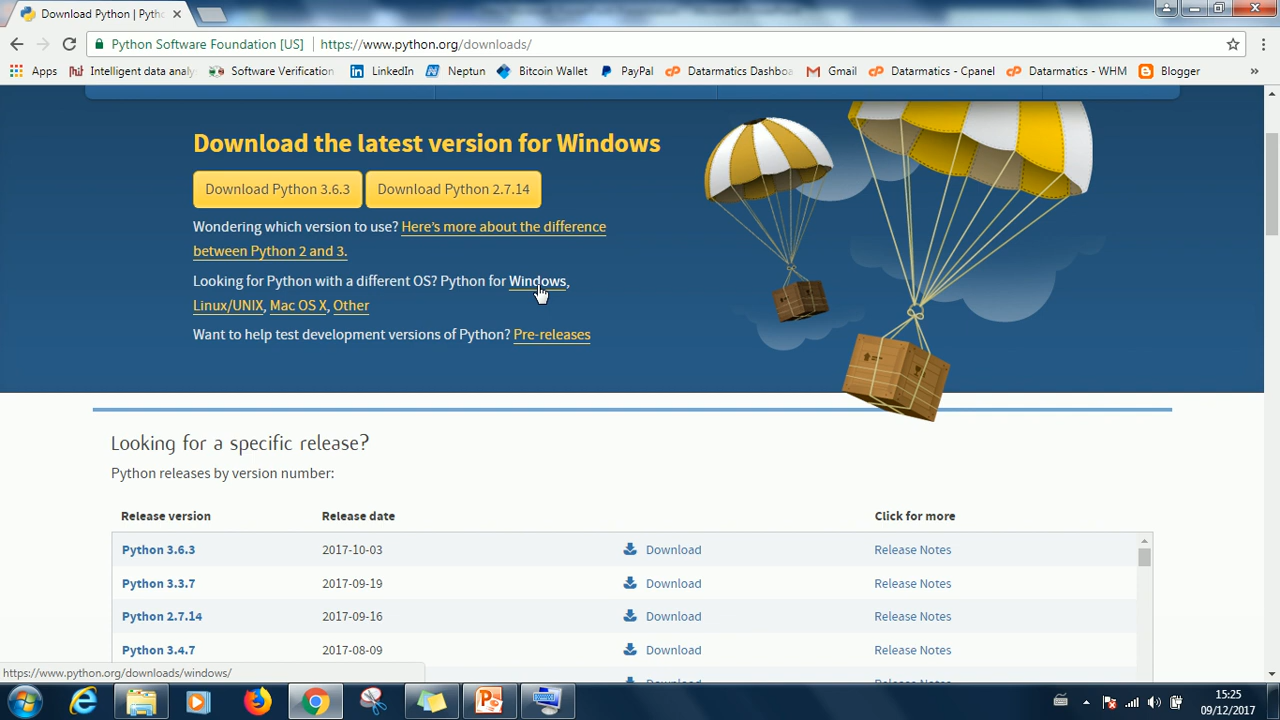 Download Python | Pyth
Python Software Foundation [US] https://www.python.org/downloads/
Apps Intelligent data analy Software Verification LinkedIn Neptun Bitcoin Wallet PayPal Datarmatics Dashboa Gmail Datarmatics - Cpanel Datarmatics - WHM Blogger »
Download the latest version for Windows
Download Python 3.6.3 Download Python 2.7.14
Wondering which version to use? Here's more about the difference
between Python 2 and 3.
Looking for Python with a different OS? Python for Windows,
Linux/UNIX, Mac OS X, Other
Want to help test development versions of Python? Pre-releases
Looking for a specific release?
Python releases by version number:
Release version Release date Click for more
Python 3.6.3 2017-10-03 Download Release Notes
Python 3.3.7 2017-09-19 Download Release Notes
Python 2.7.14 2017-09-16 Download Release Notes
Python 3.4.7 2017-08-09 Download Release Notes
https://www.python.org/downloads/windows/
15:25
09/12/2017